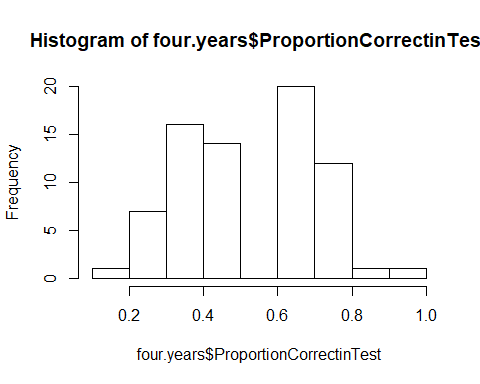 Histogram of four.years$ProportionCorrectinTes
Frequency
20
15
10
5
0
0.2 0.4 0.6 0.8 1.0
four.years$ProportionCorrectinTest